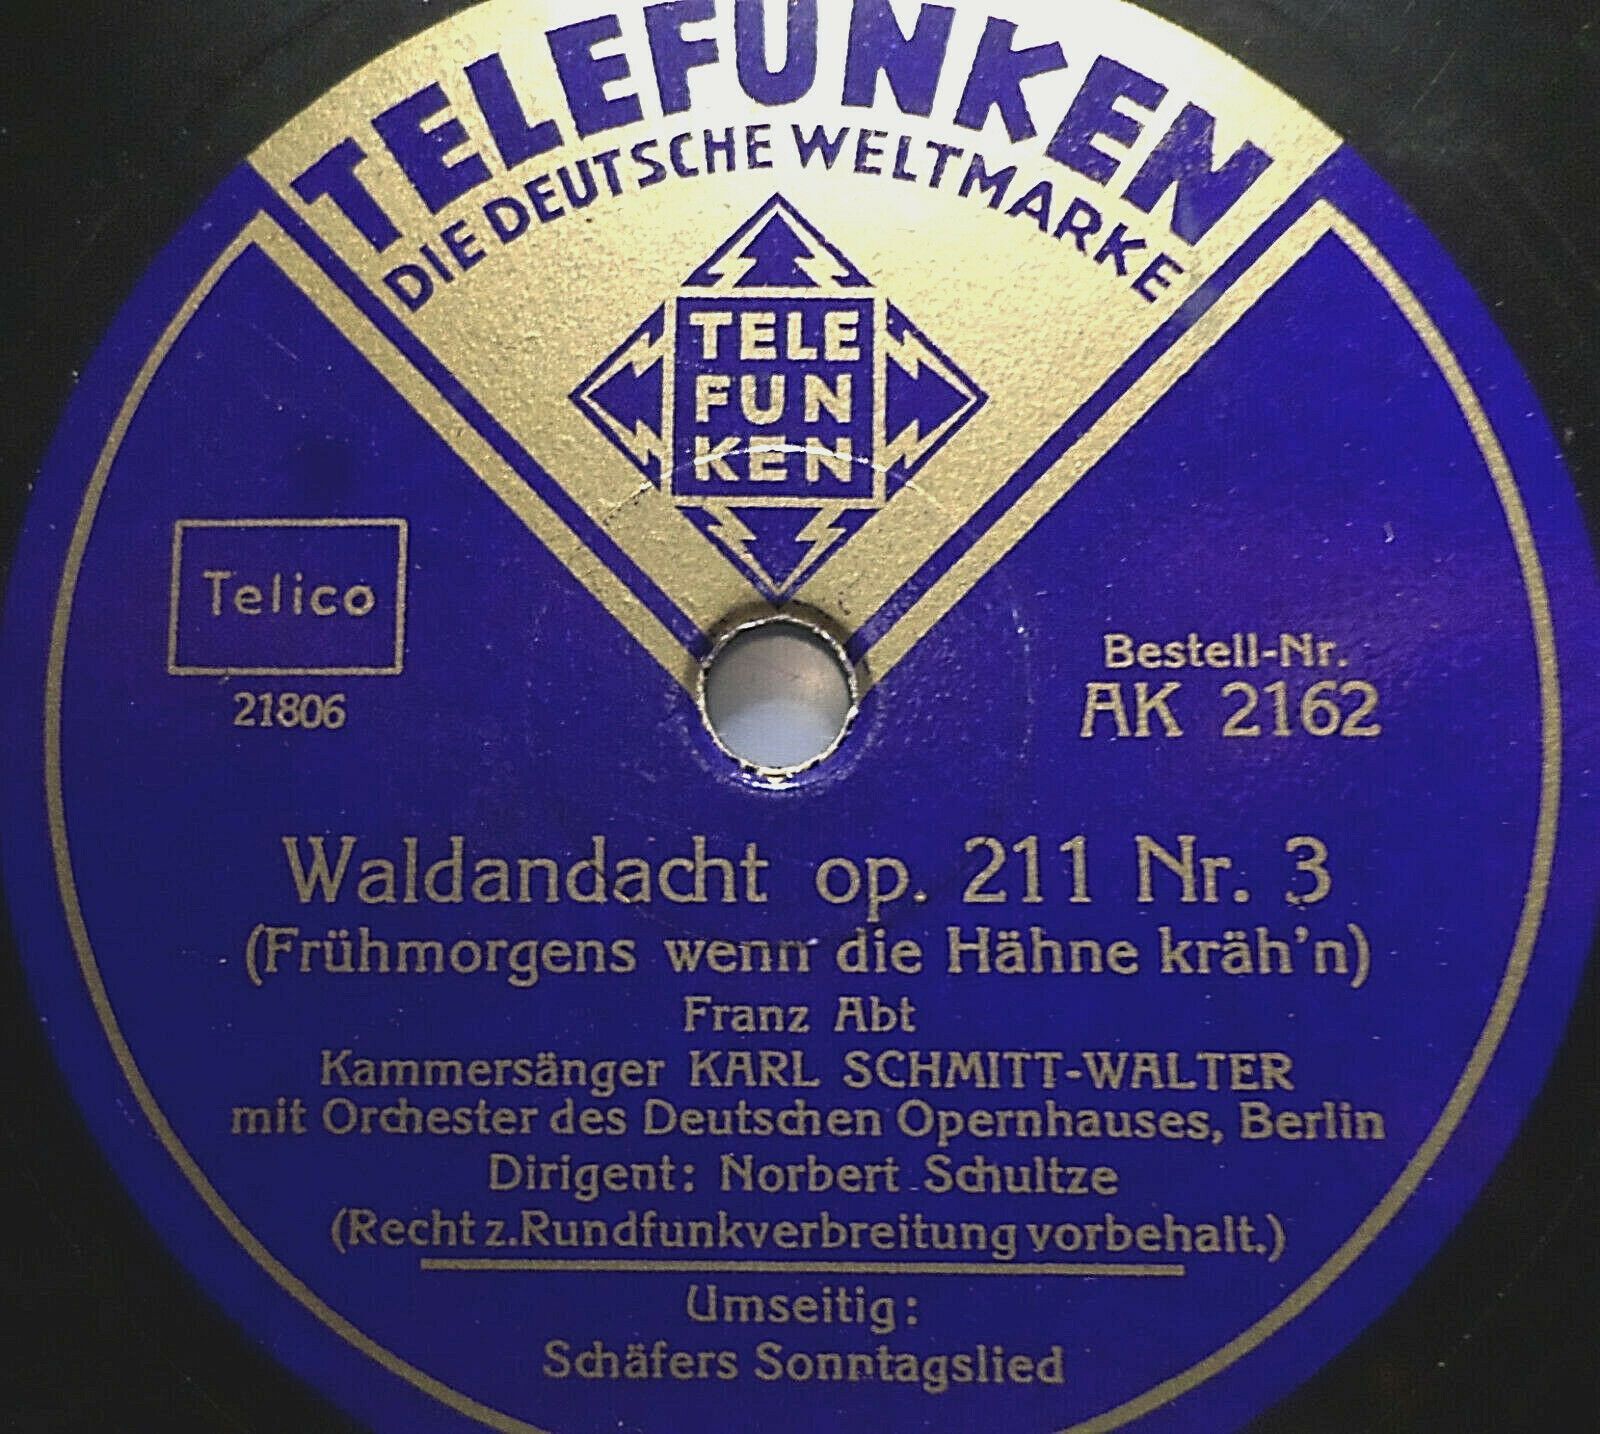 TELEFUNKEN
DIE DEUTSCHE WELTMARKE
TELE
FUN
KEN
Telico
21806
Bestell-Nr.
AK 2162
Waldandacht op. 211 Nr. 3
(Frühmorgens wenn die Hähne kräh'n)
Franz Abt
Kammersänger KARL SCHMITT-WALTER
mit Orchester des Deutschen Opernhauses, Berlin
Dirigent: Norbert Schultze
(Recht z.Rundfunkverbreitung vorbehalt.)
Umseitig:
Schäfers Sonntagslied